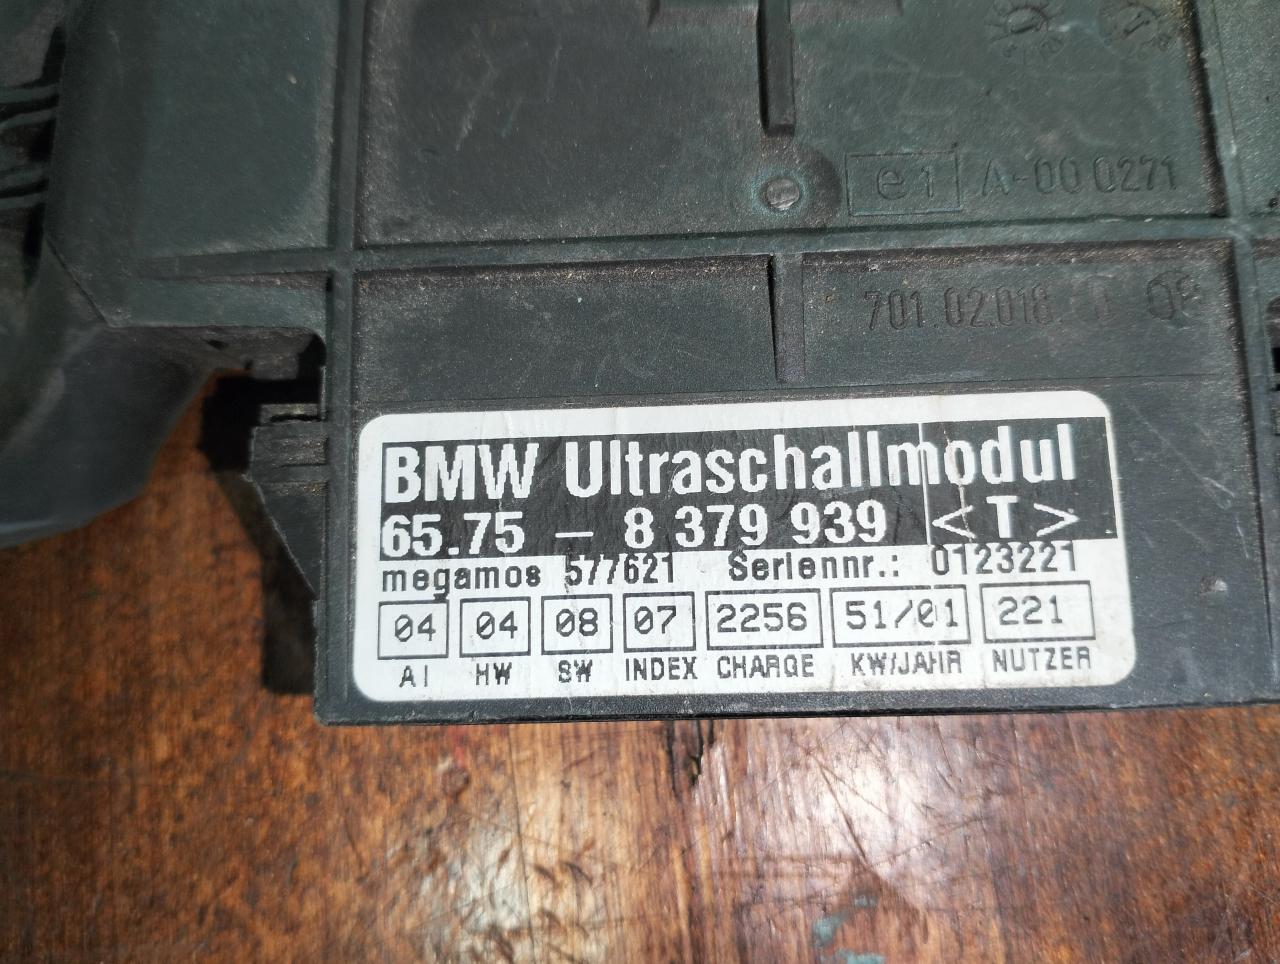 e1 A-00 0271
701.02.018
BMW Ultraschallmodul
65.75 – 8 379 939 <T>
megamos 577621 Seriennr.: 0123221
04 04 08 07 2256 51/01 221
AI HW SW INDEX CHARGE KW/JAHR NUTZER